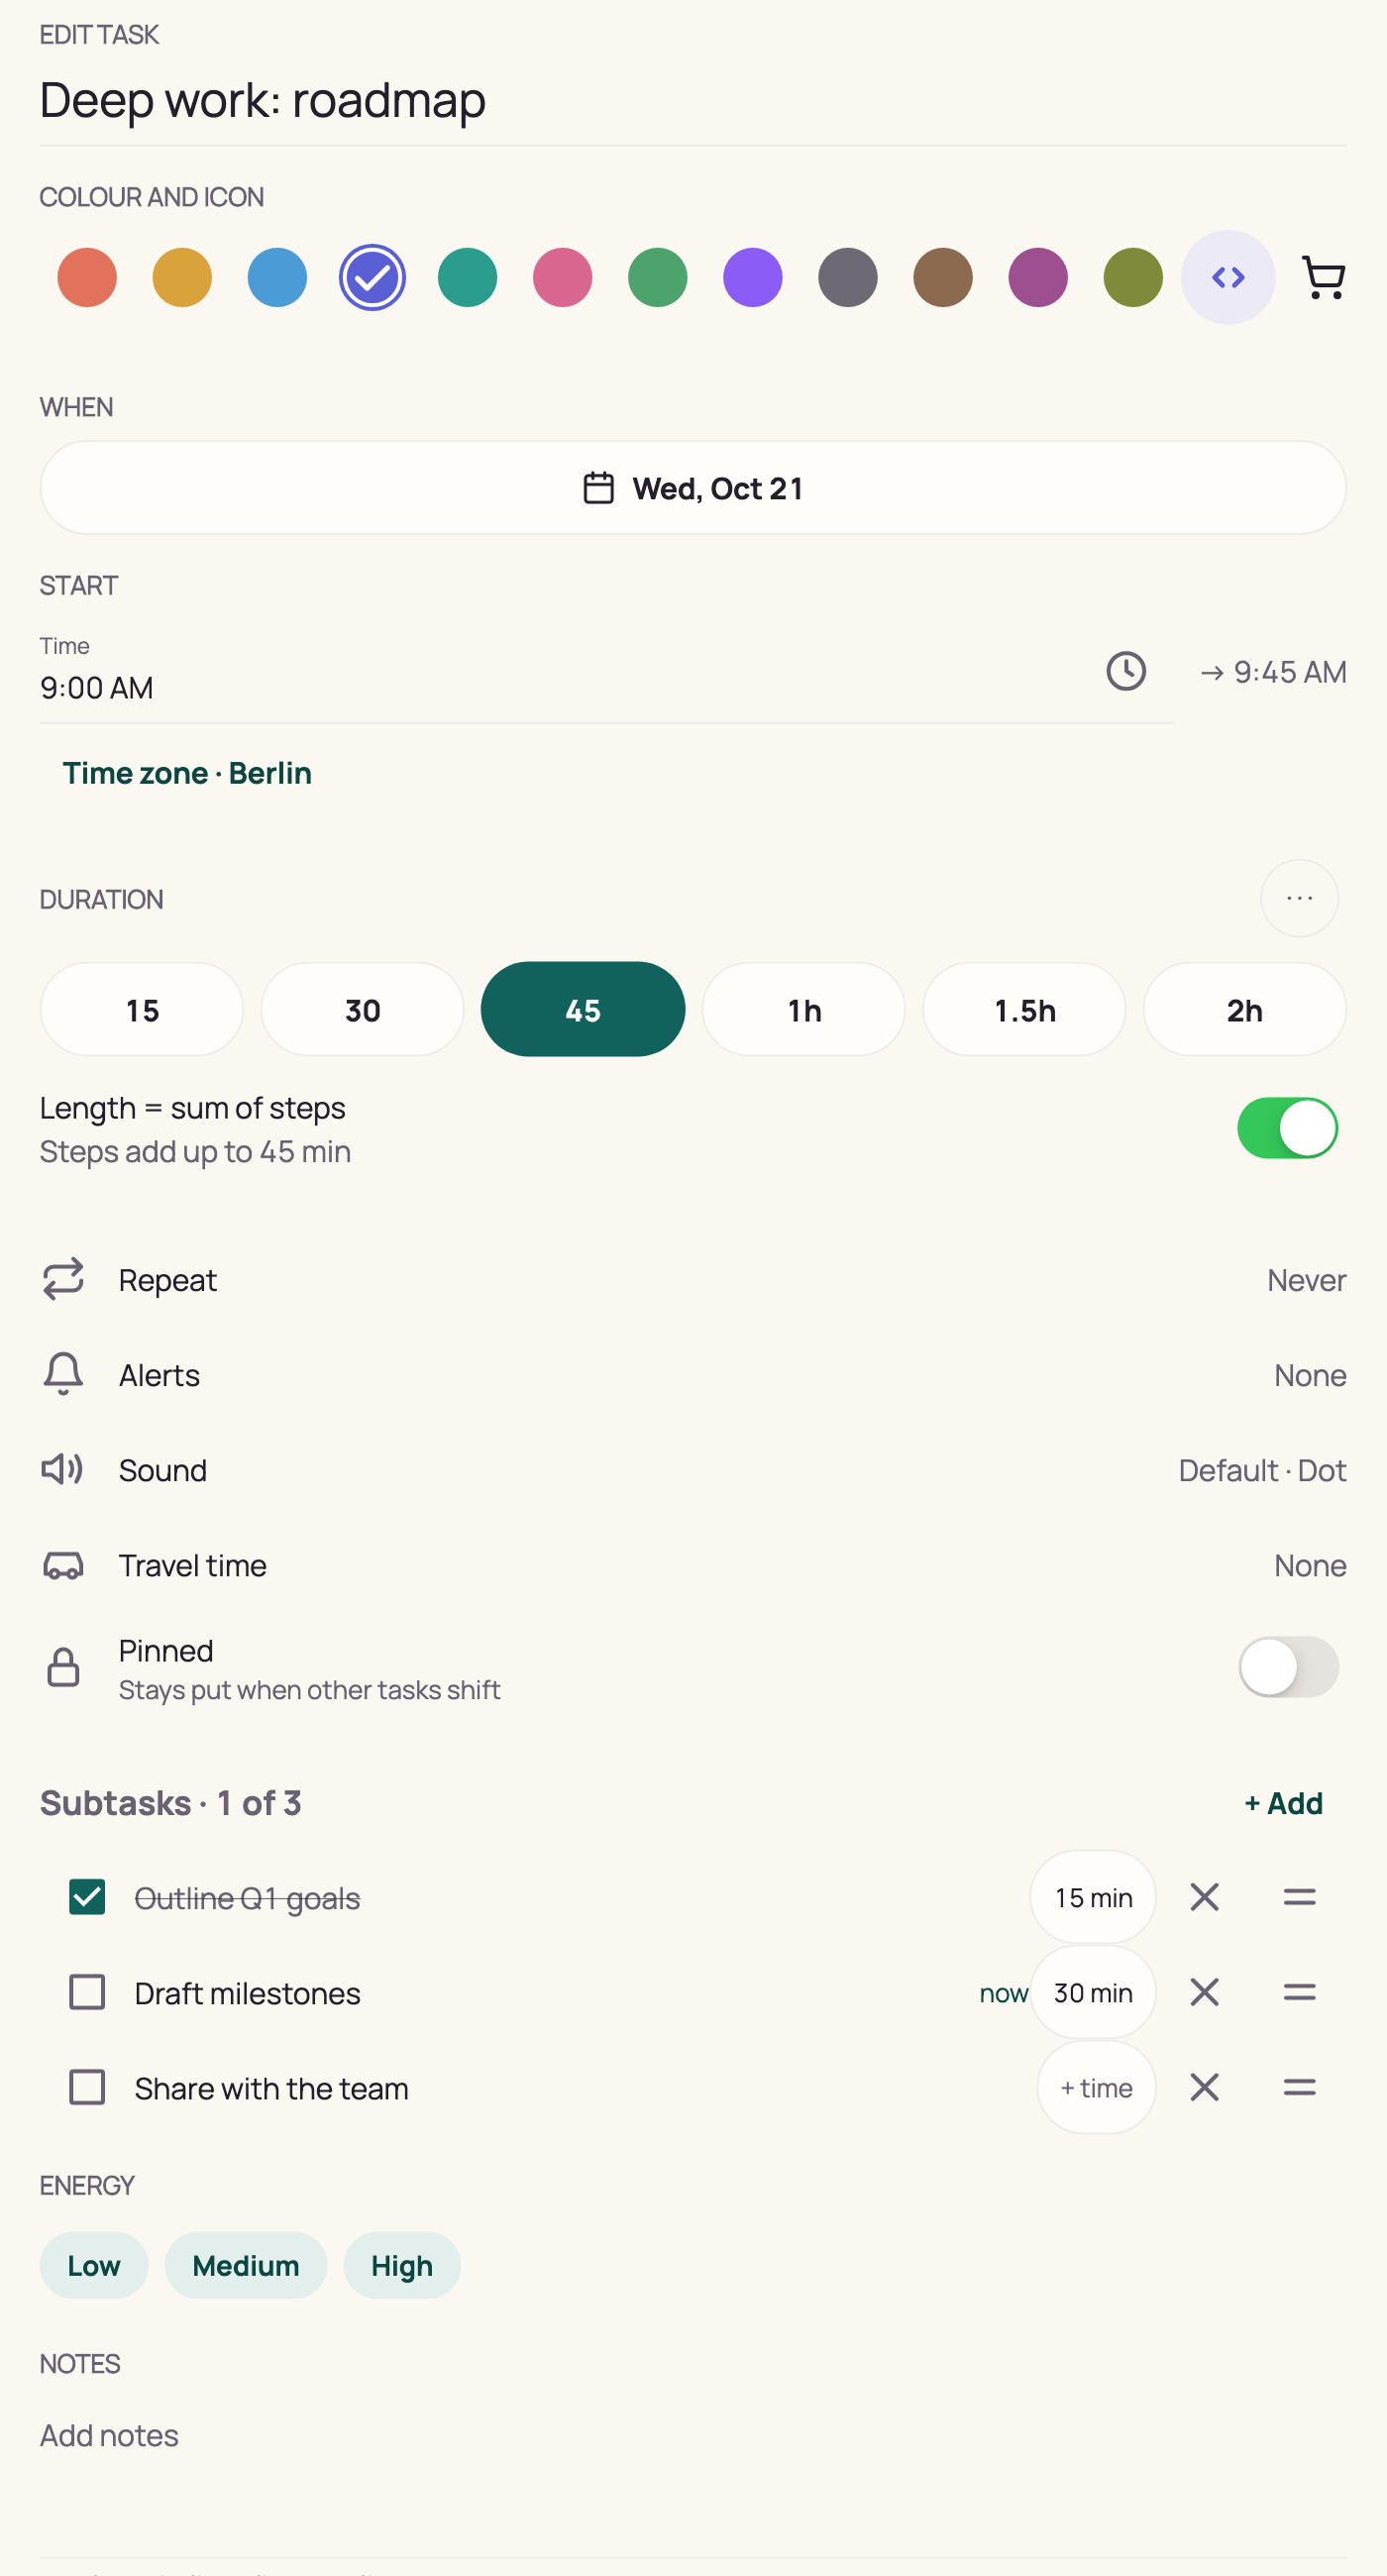 EDIT TASK
Deep work: roadmap
COLOUR AND ICON
WHEN
Wed, Oct 21
START
Time
9:00 AM
→ 9:45 AM
Time zone · Berlin
DURATION
...
15 30 45 1h 1.5h 2h
Length = sum of steps
Steps add up to 45 min
Repeat Never
Alerts None
Sound Default · Dot
Travel time None
Pinned
Stays put when other tasks shift
Subtasks · 1 of 3 + Add
Outline Q1 goals 15 min
Draft milestones now 30 min
Share with the team + time
ENERGY
Low Medium High
NOTES
Add notes